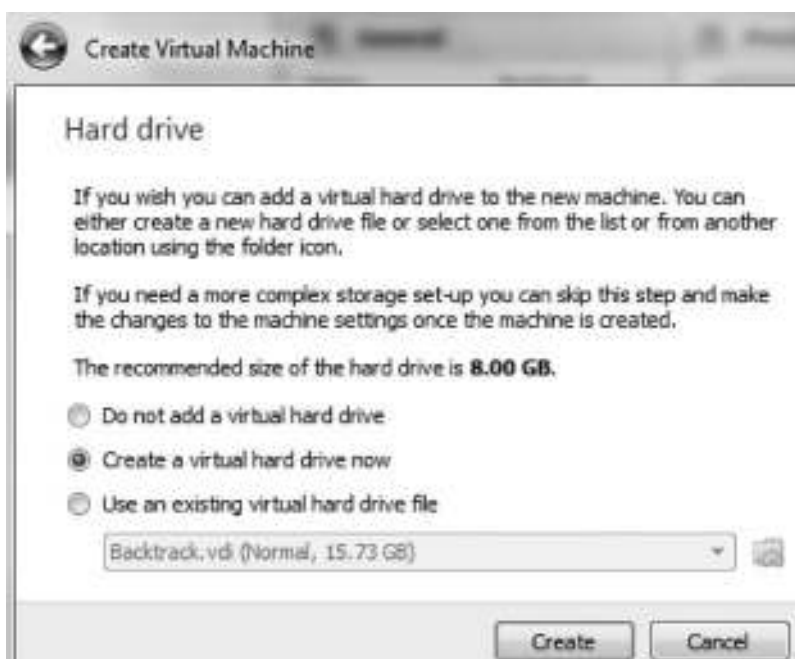 Create Virtual Machine
Hard drive
If you wish you can add a virtual hard drive to the new machine. You can
either create a new hard drive file or select one from the list or from another
location using the folder icon.
If you need a more complex storage set-up you can skip this step and make
the changes to the machine settings once the machine is created.
The recommended size of the hard drive is 8.00 GB.
Do not add a virtual hard drive
Create a virtual hard drive now
Use an existing virtual hard drive file
Backtrack.vdi (Normal, 15.73 GB)
Create
Cancel